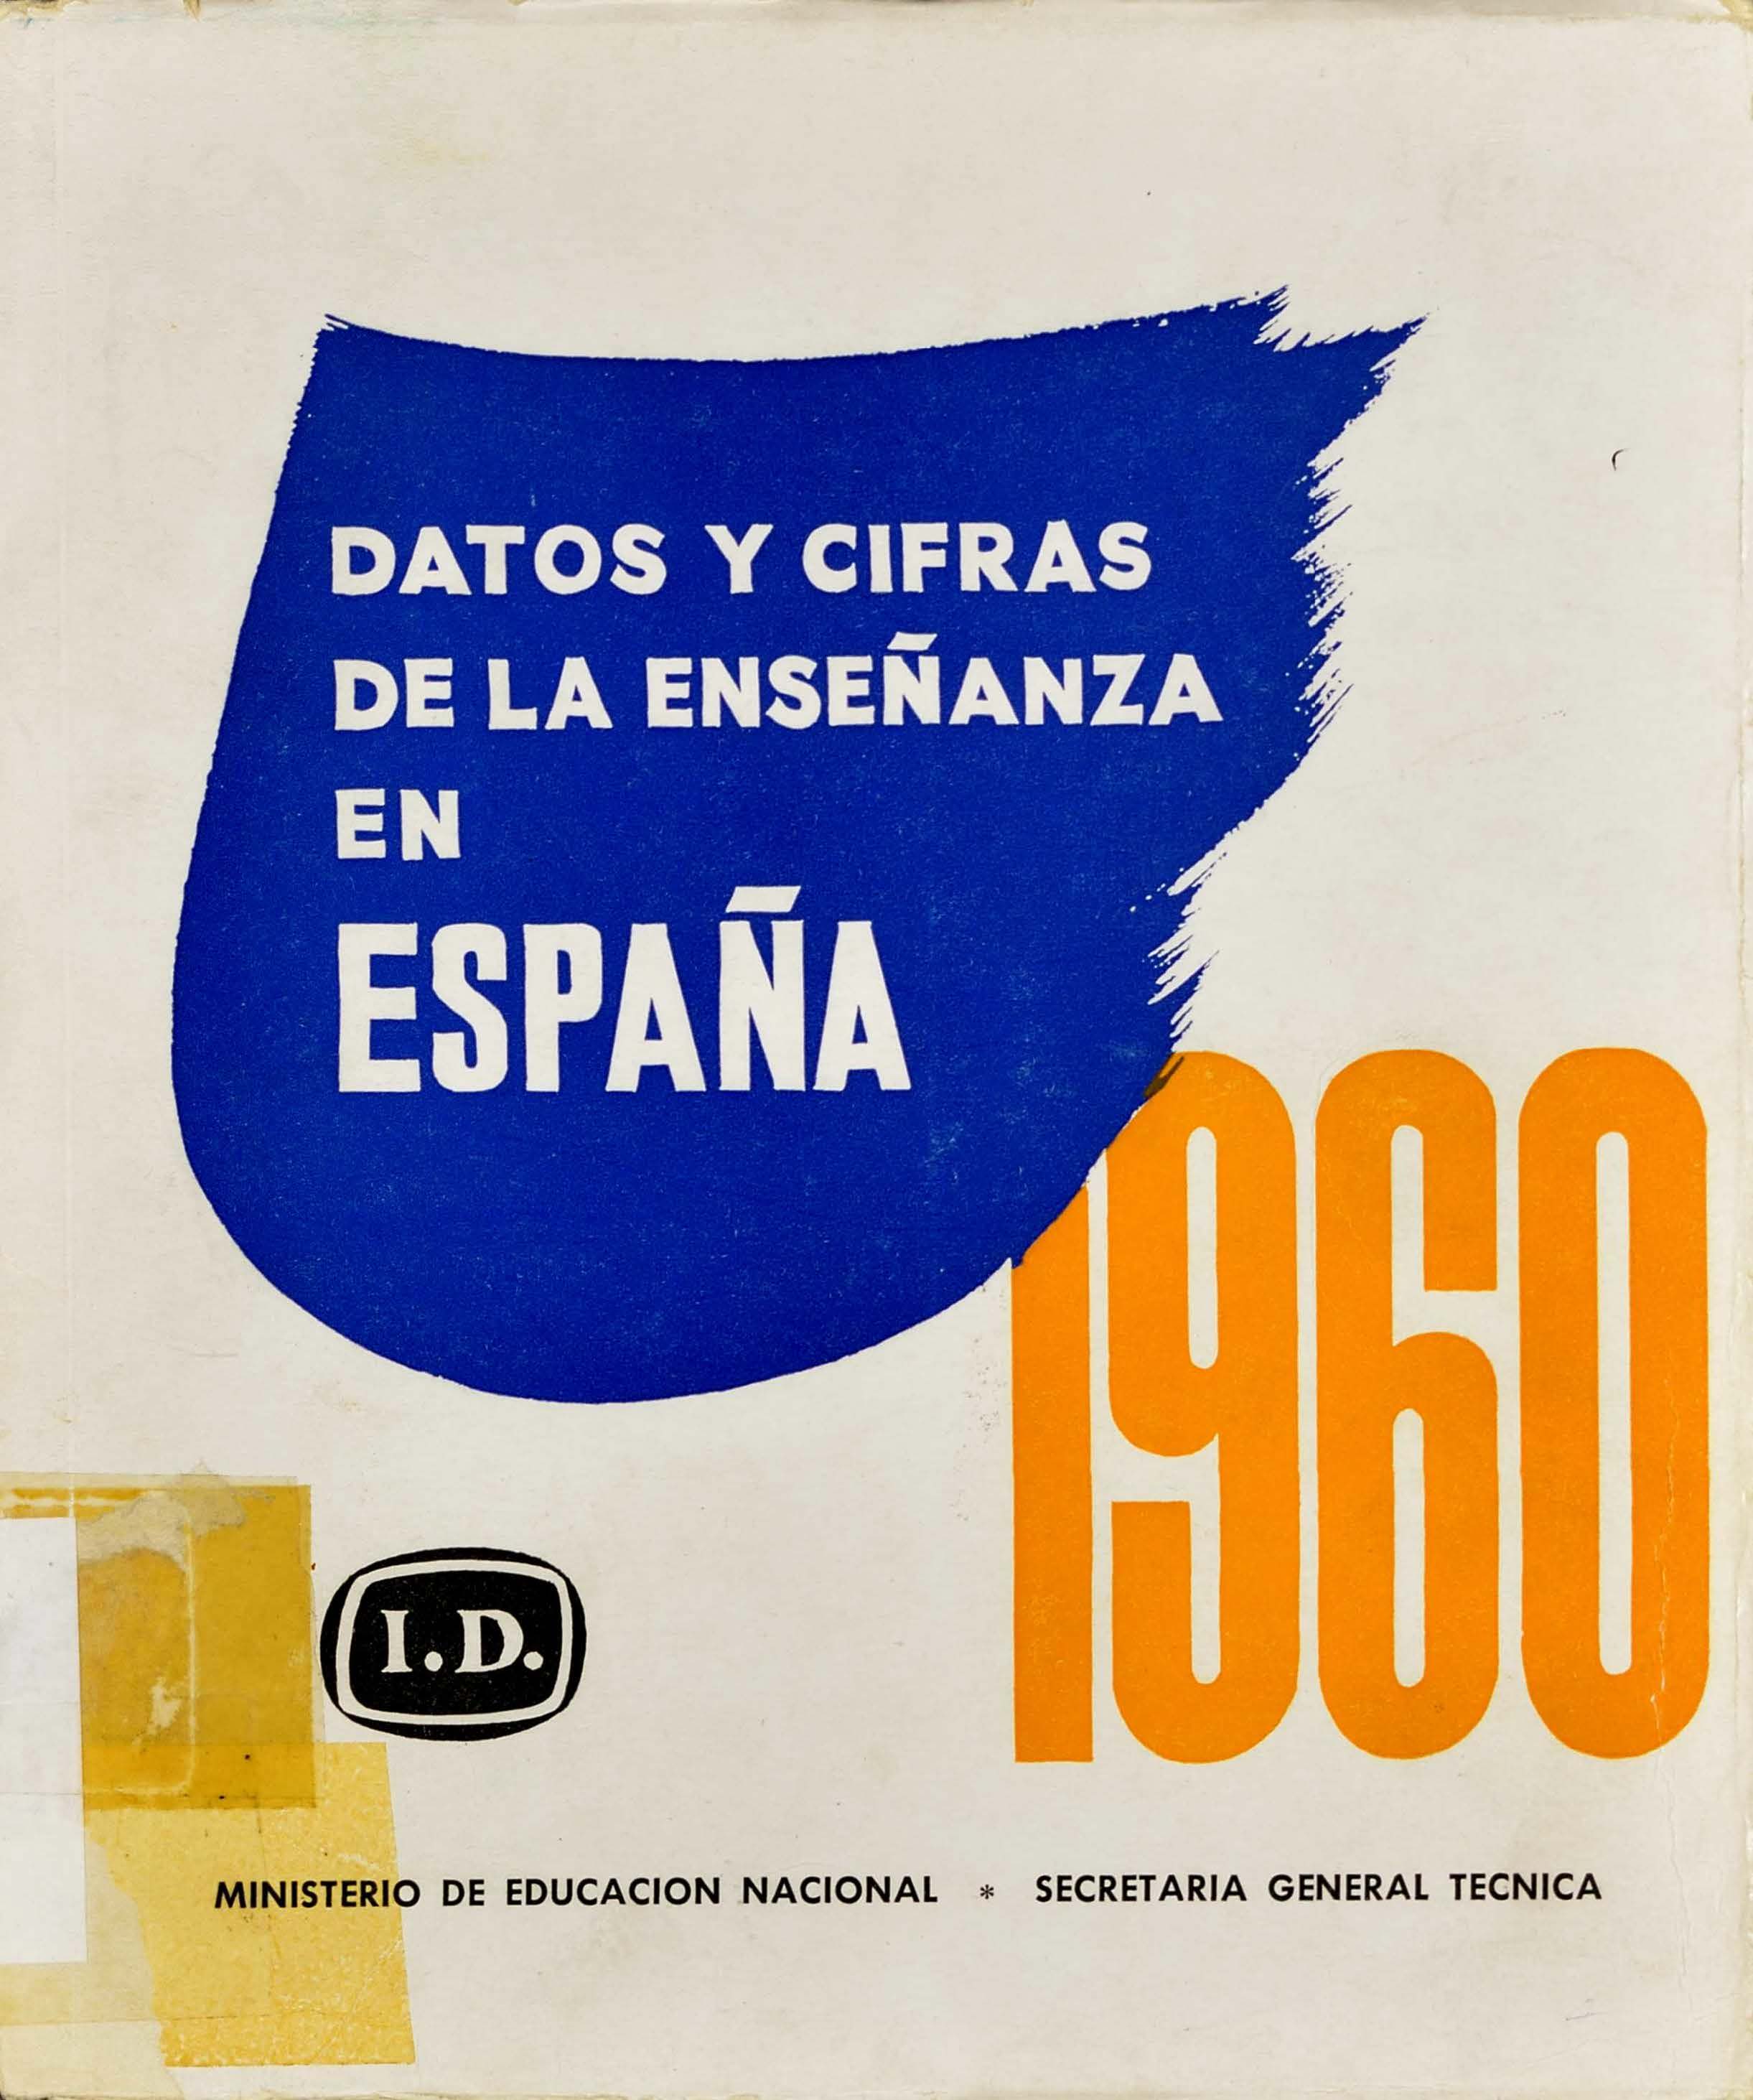 DATOS Y CIFRAS
DE LA ENSEÑANZA
EN
ESPAÑA
1960
I.D.
MINISTERIO DE EDUCACION NACIONAL * SECRETARIA GENERAL TECNICA